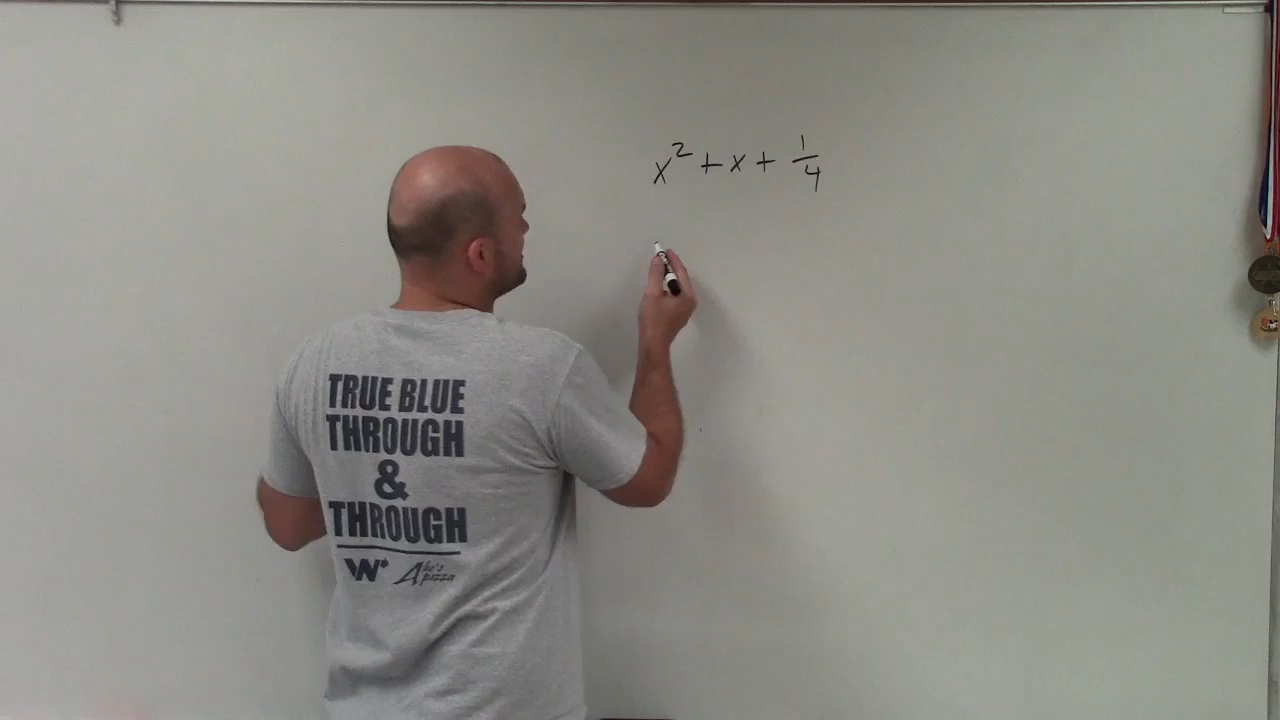 x² + x + 1/4
TRUE BLUE
THROUGH
&
THROUGH
W
Abe's
pizza